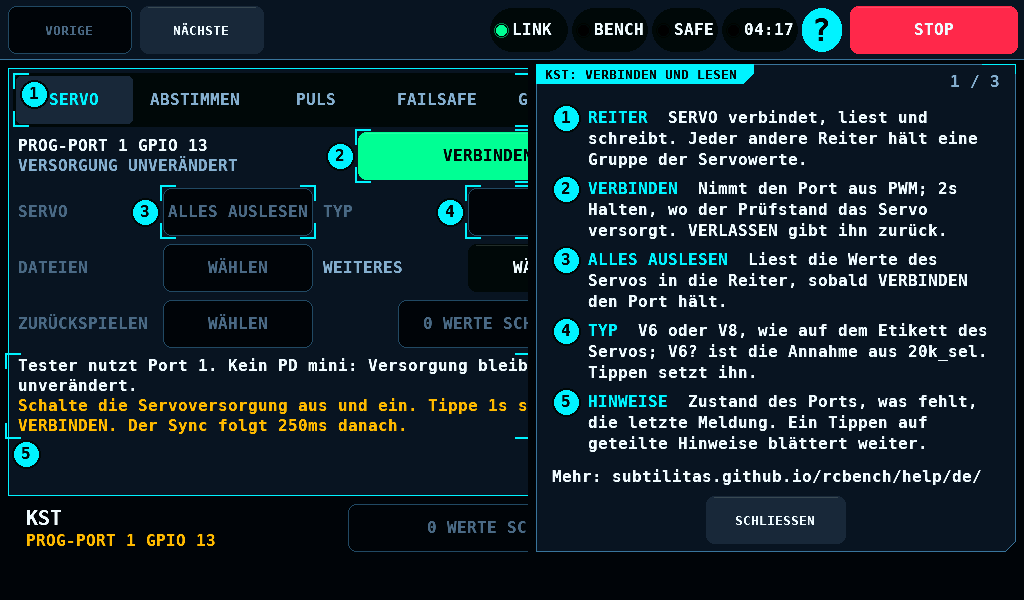 VORIGE
NÄCHSTE
LINK
BENCH
SAFE
04:17
?
STOP
1
SERVO
ABSTIMMEN
PULS
FAILSAFE
G
PROG-PORT 1 GPIO 13
VERSORGUNG UNVERÄNDERT
2
VERBINDEN
SERVO
3
ALLES AUSLESEN
TYP
4
DATEIEN
WÄHLEN
WEITERES
WÄ
ZURÜCKSPIELEN
WÄHLEN
0 WERTE SCH
Tester nutzt Port 1. Kein PD mini: Versorgung bleib
unverändert.
Schalte die Servoversorgung aus und ein. Tippe 1s s
VERBINDEN. Der Sync folgt 250ms danach.
5
KST
PROG-PORT 1 GPIO 13
0 WERTE SC
KST: VERBINDEN UND LESEN
1 / 3
1 REITER SERVO verbindet, liest und
schreibt. Jeder andere Reiter hält eine
Gruppe der Servowerte.
2 VERBINDEN Nimmt den Port aus PWM; 2s
Halten, wo der Prüfstand das Servo
versorgt. VERLASSEN gibt ihn zurück.
3 ALLES AUSLESEN Liest die Werte des
Servos in die Reiter, sobald VERBINDEN
den Port hält.
4 TYP V6 oder V8, wie auf dem Etikett des
Servos; V6? ist die Annahme aus 20k_sel.
Tippen setzt ihn.
5 HINWEISE Zustand des Ports, was fehlt,
die letzte Meldung. Ein Tippen auf
geteilte Hinweise blättert weiter.
Mehr: subtilitas.github.io/rcbench/help/de/
SCHLIESSEN